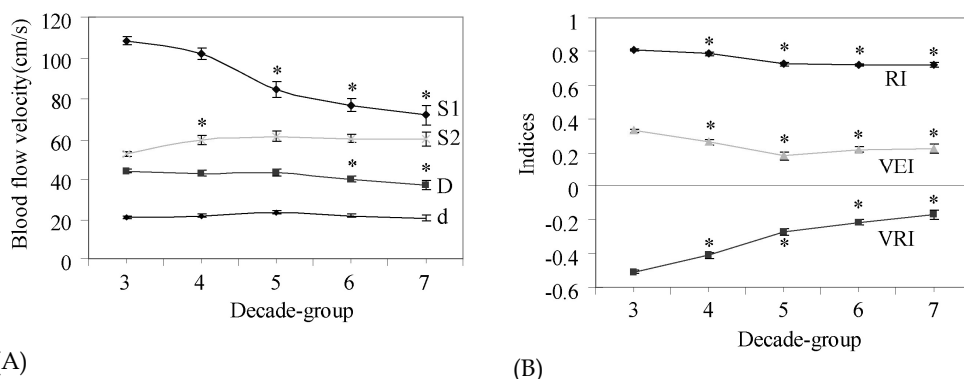 Blood flow velocity(cm/s)
120
100
80
60
40
20
0
* * *
S1
*
S2
* *
D
d
3 4 5 6 7
Decade-group
(A)
Indices
1
0.8
0.6
0.4
0.2
0
-0.2
-0.4
-0.6
* * * *
RI
* * * *
VEI
* * * *
VRI
3 4 5 6 7
Decade-group
(B)